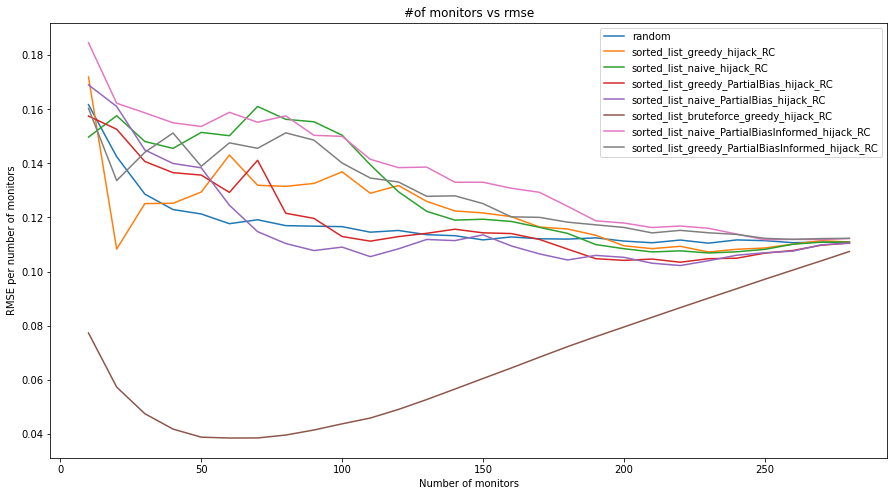 #of monitors vs rmse
RMSE per number of monitors
0.18
0.16
0.14
0.12
0.10
0.08
0.06
0.04
0
50
100
150
200
250
Number of monitors
random
sorted_list_greedy_hijack_RC
sorted_list_naive_hijack_RC
sorted_list_greedy_PartialBias_hijack_RC
sorted_list_naive_PartialBias_hijack_RC
sorted_list_bruteforce_greedy_hijack_RC
sorted_list_naive_PartialBiasInformed_hijack_RC
sorted_list_greedy_PartialBiasInformed_hijack_RC